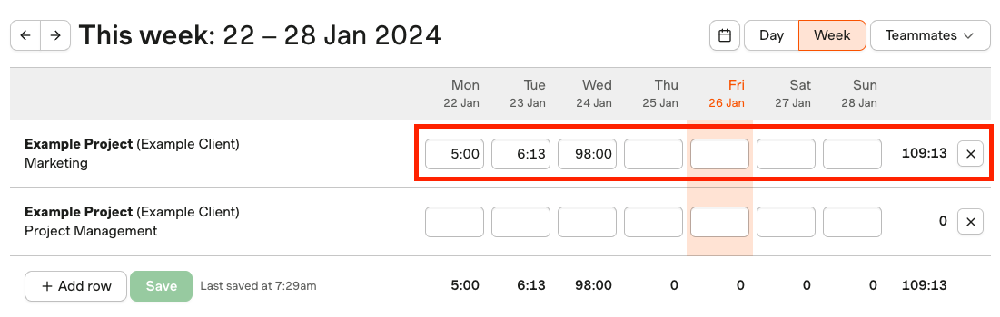 This week: 22 – 28 Jan 2024
Day Week Teammates
Mon Tue Wed Thu Fri Sat Sun
22 Jan 23 Jan 24 Jan 25 Jan 26 Jan 27 Jan 28 Jan
Example Project (Example Client)
Marketing
5:00 6:13 98:00 109:13
Example Project (Example Client)
Project Management
0
+ Add row Save Last saved at 7:29am 5:00 6:13 98:00 0 0 0 0 109:13